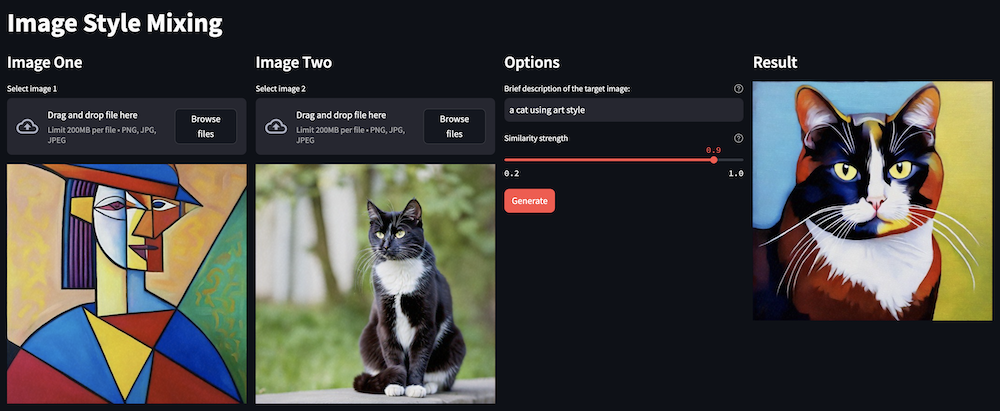 Image Style Mixing
Image One
Select image 1
Drag and drop file here
Limit 200MB per file • PNG, JPG,
JPEG
Browse
files
Image Two
Select image 2
Drag and drop file here
Limit 200MB per file • PNG, JPG,
JPEG
Browse
files
Options
Brief description of the target image:
a cat using art style
Similarity strength
0.9
0.2
1.0
Generate
Result